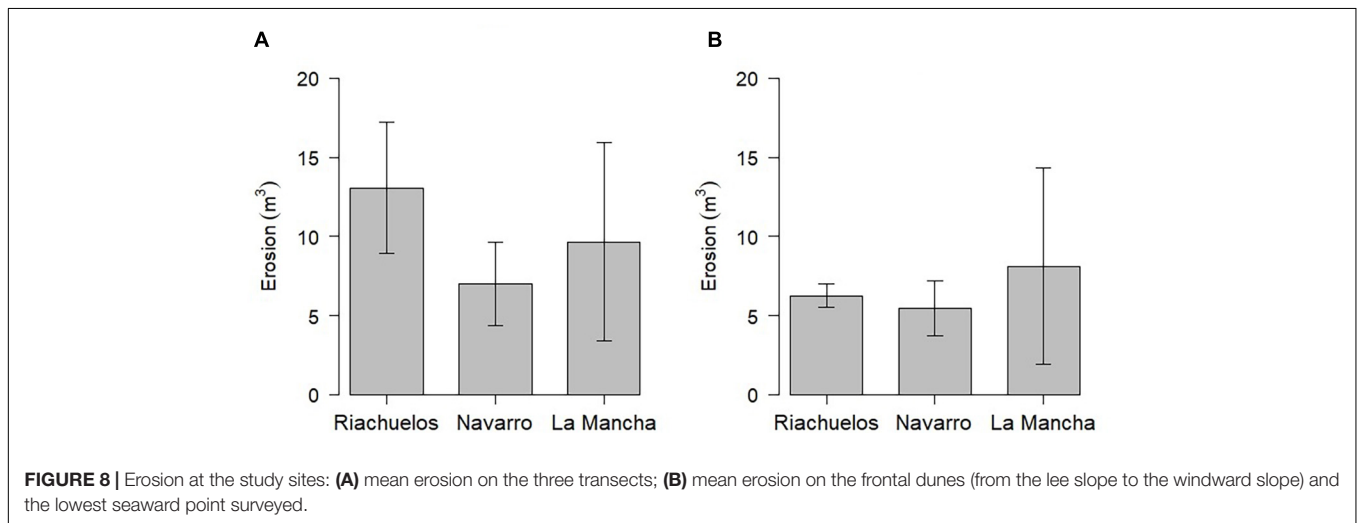 A
B
20
15
10
5
0
Erosion (m³)
Riachuelos Navarro La Mancha
20
15
10
5
0
Erosion (m³)
Riachuelos Navarro La Mancha
FIGURE 8 | Erosion at the study sites: (A) mean erosion on the three transects; (B) mean erosion on the frontal dunes (from the lee slope to the windward slope) and
the lowest seaward point surveyed.